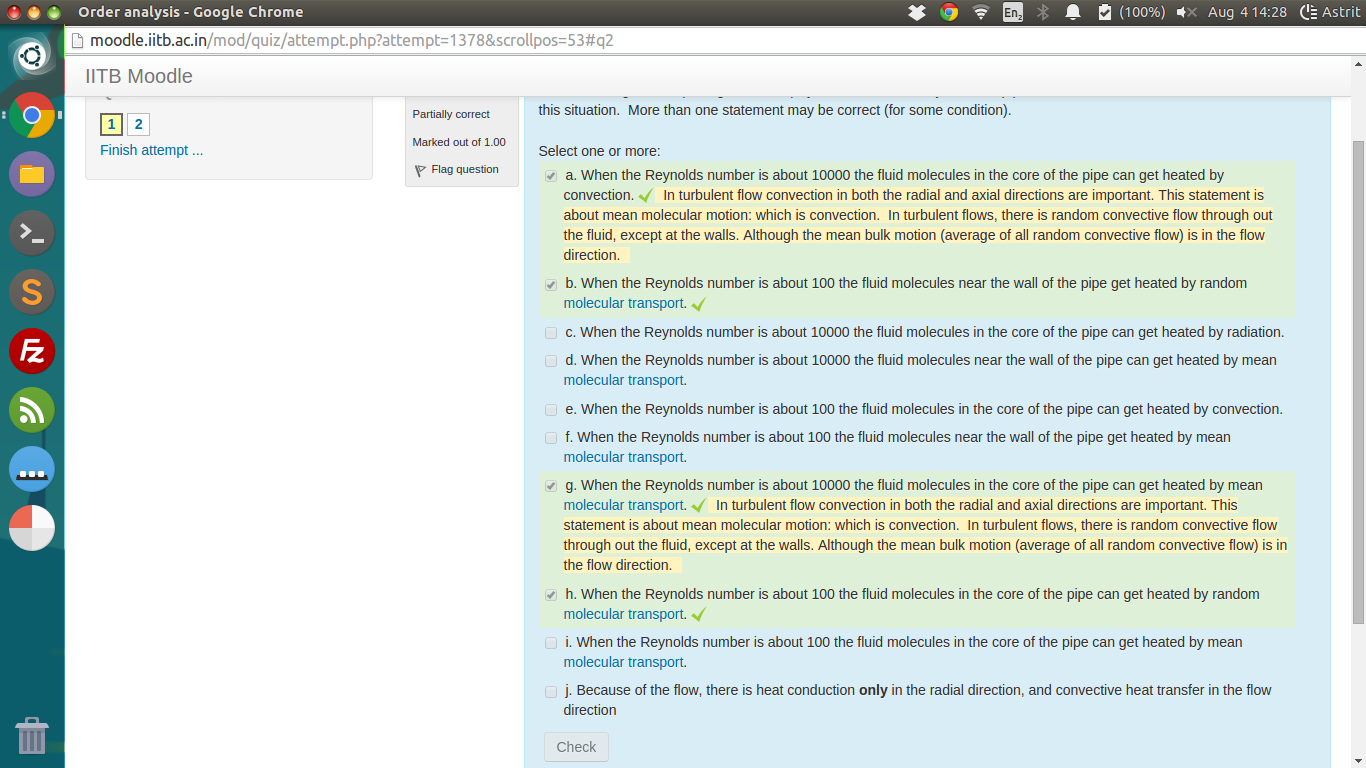 Order analysis - Google Chrome
En2
(100%)
Aug 4 14:28
Astrit
moodle.iitb.ac.in/mod/quiz/attempt.php?attempt=1378&scrollpos=53#q2
IITB Moodle
1 2
Finish attempt ...
Partially correct
Marked out of 1.00
Flag question
this situation. More than one statement may be correct (for some condition).
Select one or more:
a. When the Reynolds number is about 10000 the fluid molecules in the core of the pipe can get heated by
convection. In turbulent flow convection in both the radial and axial directions are important. This statement is
about mean molecular motion: which is convection. In turbulent flows, there is random convective flow through out
the fluid, except at the walls. Although the mean bulk motion (average of all random convective flow) is in the flow
direction.
b. When the Reynolds number is about 100 the fluid molecules near the wall of the pipe get heated by random
molecular transport.
c. When the Reynolds number is about 10000 the fluid molecules in the core of the pipe can get heated by radiation.
d. When the Reynolds number is about 10000 the fluid molecules near the wall of the pipe can get heated by mean
molecular transport.
e. When the Reynolds number is about 100 the fluid molecules in the core of the pipe can get heated by convection.
f. When the Reynolds number is about 100 the fluid molecules near the wall of the pipe get heated by mean
molecular transport.
g. When the Reynolds number is about 10000 the fluid molecules in the core of the pipe can get heated by mean
molecular transport. In turbulent flow convection in both the radial and axial directions are important. This
statement is about mean molecular motion: which is convection. In turbulent flows, there is random convective flow
through out the fluid, except at the walls. Although the mean bulk motion (average of all random convective flow) is in
the flow direction.
h. When the Reynolds number is about 100 the fluid molecules in the core of the pipe can get heated by random
molecular transport.
i. When the Reynolds number is about 100 the fluid molecules in the core of the pipe can get heated by mean
molecular transport.
j. Because of the flow, there is heat conduction only in the radial direction, and convective heat transfer in the flow
direction
Check